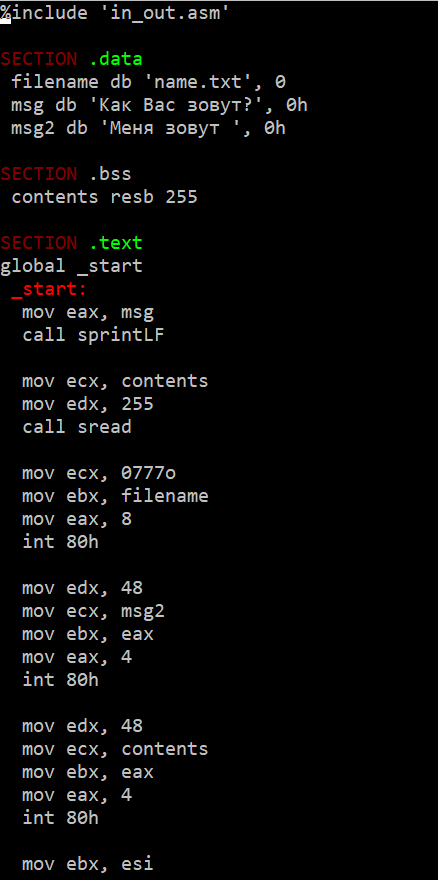 %include 'in_out.asm'
SECTION .data
filename db 'name.txt', 0
msg db 'Как Вас зовут?', 0h
msg2 db 'Меня зовут ', 0h
SECTION .bss
contents resb 255
SECTION .text
global _start
_start:
mov eax, msg
call sprintLF
mov ecx, contents
mov edx, 255
call sread
mov ecx, 0777o
mov ebx, filename
mov eax, 8
int 80h
mov edx, 48
mov ecx, msg2
mov ebx, eax
mov eax, 4
int 80h
mov edx, 48
mov ecx, contents
mov ebx, eax
mov eax, 4
int 80h
mov ebx, esi